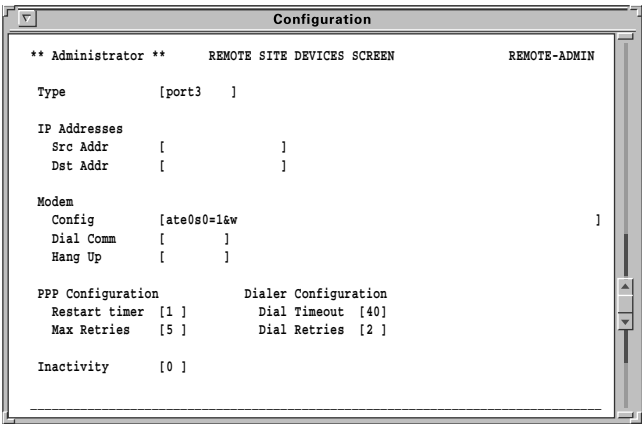 Configuration
** Administrator ** REMOTE SITE DEVICES SCREEN REMOTE-ADMIN
Type [port3 ]
IP Addresses
Src Addr [ ]
Dst Addr [ ]
Modem
Config [ate0s0=1&w ]
Dial Comm [ ]
Hang Up [ ]
PPP Configuration Dialer Configuration
Restart timer [1 ] Dial Timeout [40]
Max Retries [5 ] Dial Retries [2 ]
Inactivity [0 ]